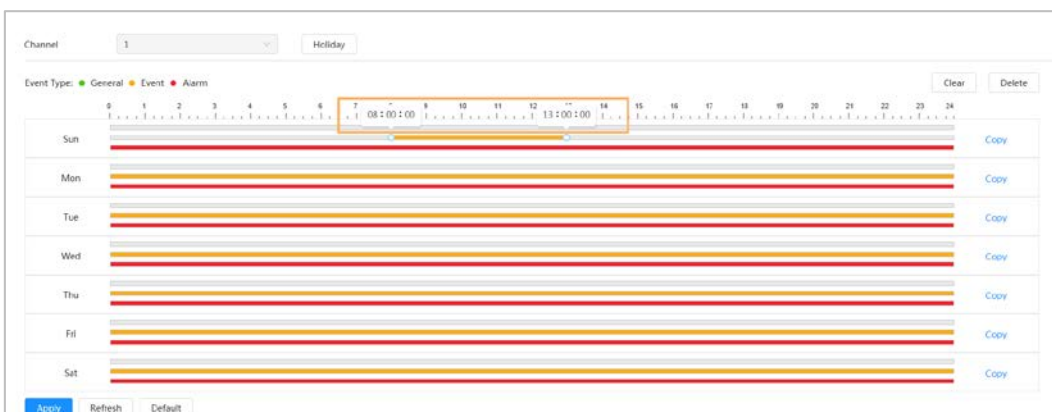 Channel 1 Holiday
Event Type: General Event Alarm Clear Delete
0 1 2 3 4 5 6 7 9 10 11 12 14 15 16 17 18 19 20 21 22 23 24
08:00:00 13:00:00
Sun Copy
Mon Copy
Tue Copy
Wed Copy
Thu Copy
Fri Copy
Sat Copy
Apply Refresh Default